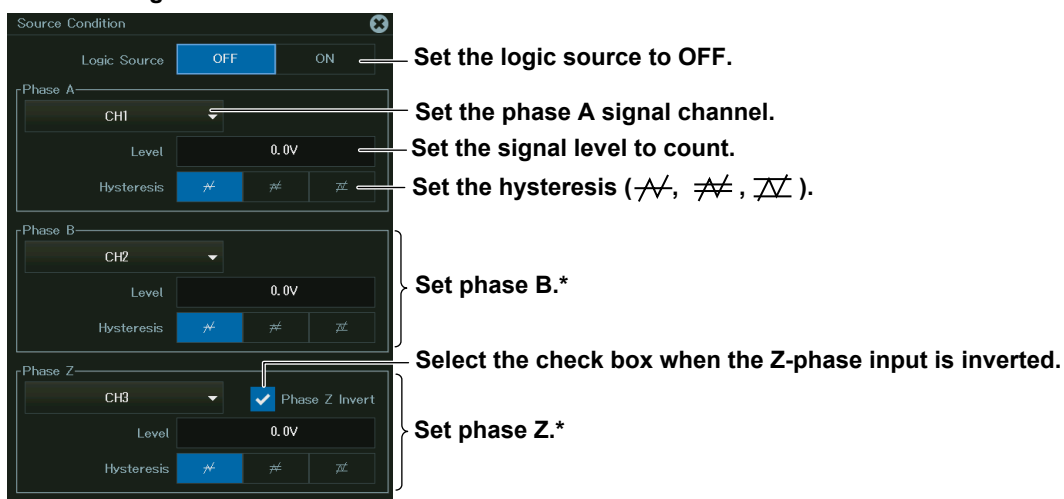 Source Condition
Logic Source OFF ON
Set the logic source to OFF.
Phase A
CH1
Set the phase A signal channel.
Level 0.0V
Set the signal level to count.
Hysteresis
Set the hysteresis ( , , ).
Phase B
CH2
Level 0.0V
Set phase B.*
Hysteresis
Select the check box when the Z-phase input is inverted.
Phase Z
CH3 Phase Z Invert
Level 0.0V
Set phase Z.*
Hysteresis